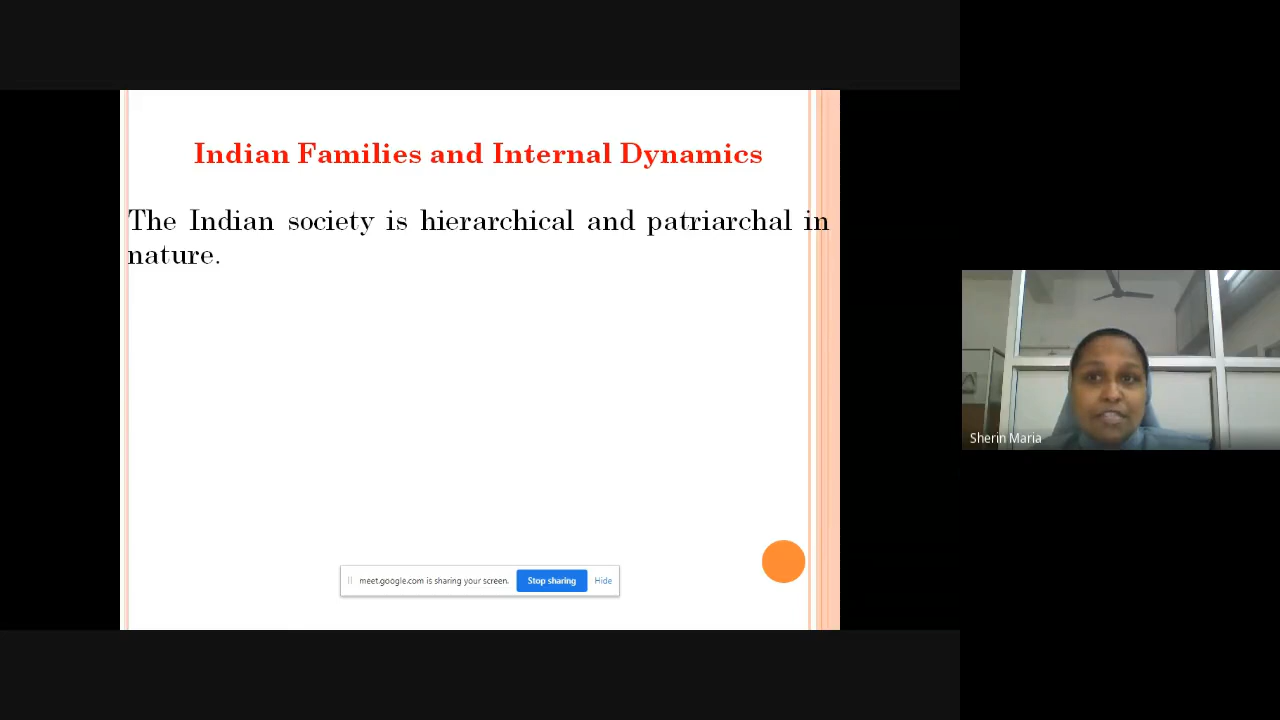 Indian Families and Internal Dynamics
The Indian society is hierarchical and patriarchal in
nature.
meet.google.com is sharing your screen. Stop sharing Hide
Sherin Maria